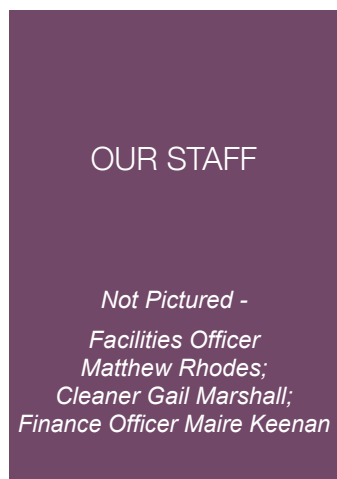 OUR STAFF
Not Pictured -
Facilities Officer
Matthew Rhodes;
Cleaner Gail Marshall;
Finance Officer Maire Keenan